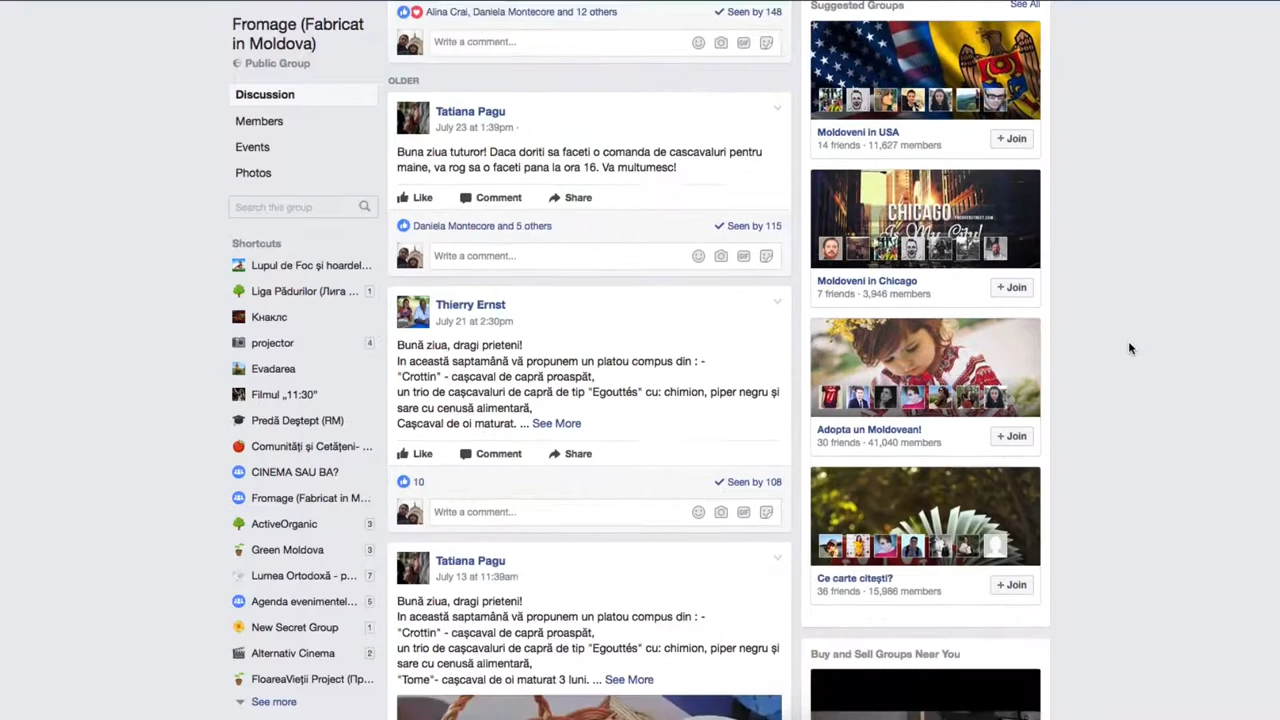 Fromage (Fabricat
in Moldova)
Public Group
Discussion
Members
Events
Photos
Search this group
Shortcuts
Lupul de Foc și hoardel...
Liga Pădurilor (Лига ... 1
Кнаклс
projector 4
Evadarea
Filmul „11:30"
Predă Deștept (RM)
Comunități și Cetățeni- ...
CINEMA SAU BA?
Fromage (Fabricat in M...
ActiveOrganic 3
Green Moldova 3
Lumea Ortodoxă - p... 7
Agenda evenimentel... 5
New Secret Group 1
Alternativ Cinema 2
FloareaVieții Project (Пр...
See more
Alina Crai, Daniela Montecore and 12 others Seen by 148
Write a comment...
OLDER
Tatiana Pagu
July 23 at 1:39pm ·
Buna ziua tuturor! Daca doriti sa faceti o comanda de cascavaluri pentru
maine, va rog sa o faceti pana la ora 16. Va multumesc!
Like Comment Share
Daniela Montecore and 5 others Seen by 115
Write a comment...
Thierry Ernst
July 21 at 2:30pm
Bună ziua, dragi prieteni!
In această saptamână vă propunem un platou compus din : -
"Crottin" - cașcaval de capră proaspăt,
un trio de cașcavaluri de capră de tip "Egouttés" cu: chimion, piper negru și
sare cu cenusă alimentară,
Cașcaval de oi maturat. ... See More
Like Comment Share
10 Seen by 108
Write a comment...
Tatiana Pagu
July 13 at 11:39am
Bună ziua, dragi prieteni!
In această saptamână vă propunem un platou compus din : -
"Crottin" - cașcaval de capră proaspăt,
un trio de cașcavaluri de capră de tip "Egouttés" cu: chimion, piper negru și
sare cu cenusă alimentară,
"Tome"- cașcaval de oi maturat 3 luni. ... See More
Suggested Groups See All
Moldoveni in USA
14 friends · 11,627 members
+ Join
CHICAGO
Is My City!
Moldoveni in Chicago
7 friends · 3,946 members
+ Join
Adopta un Moldovean!
30 friends · 41,040 members
+ Join
Ce carte citești?
36 friends · 15,986 members
+ Join
Buy and Sell Groups Near You